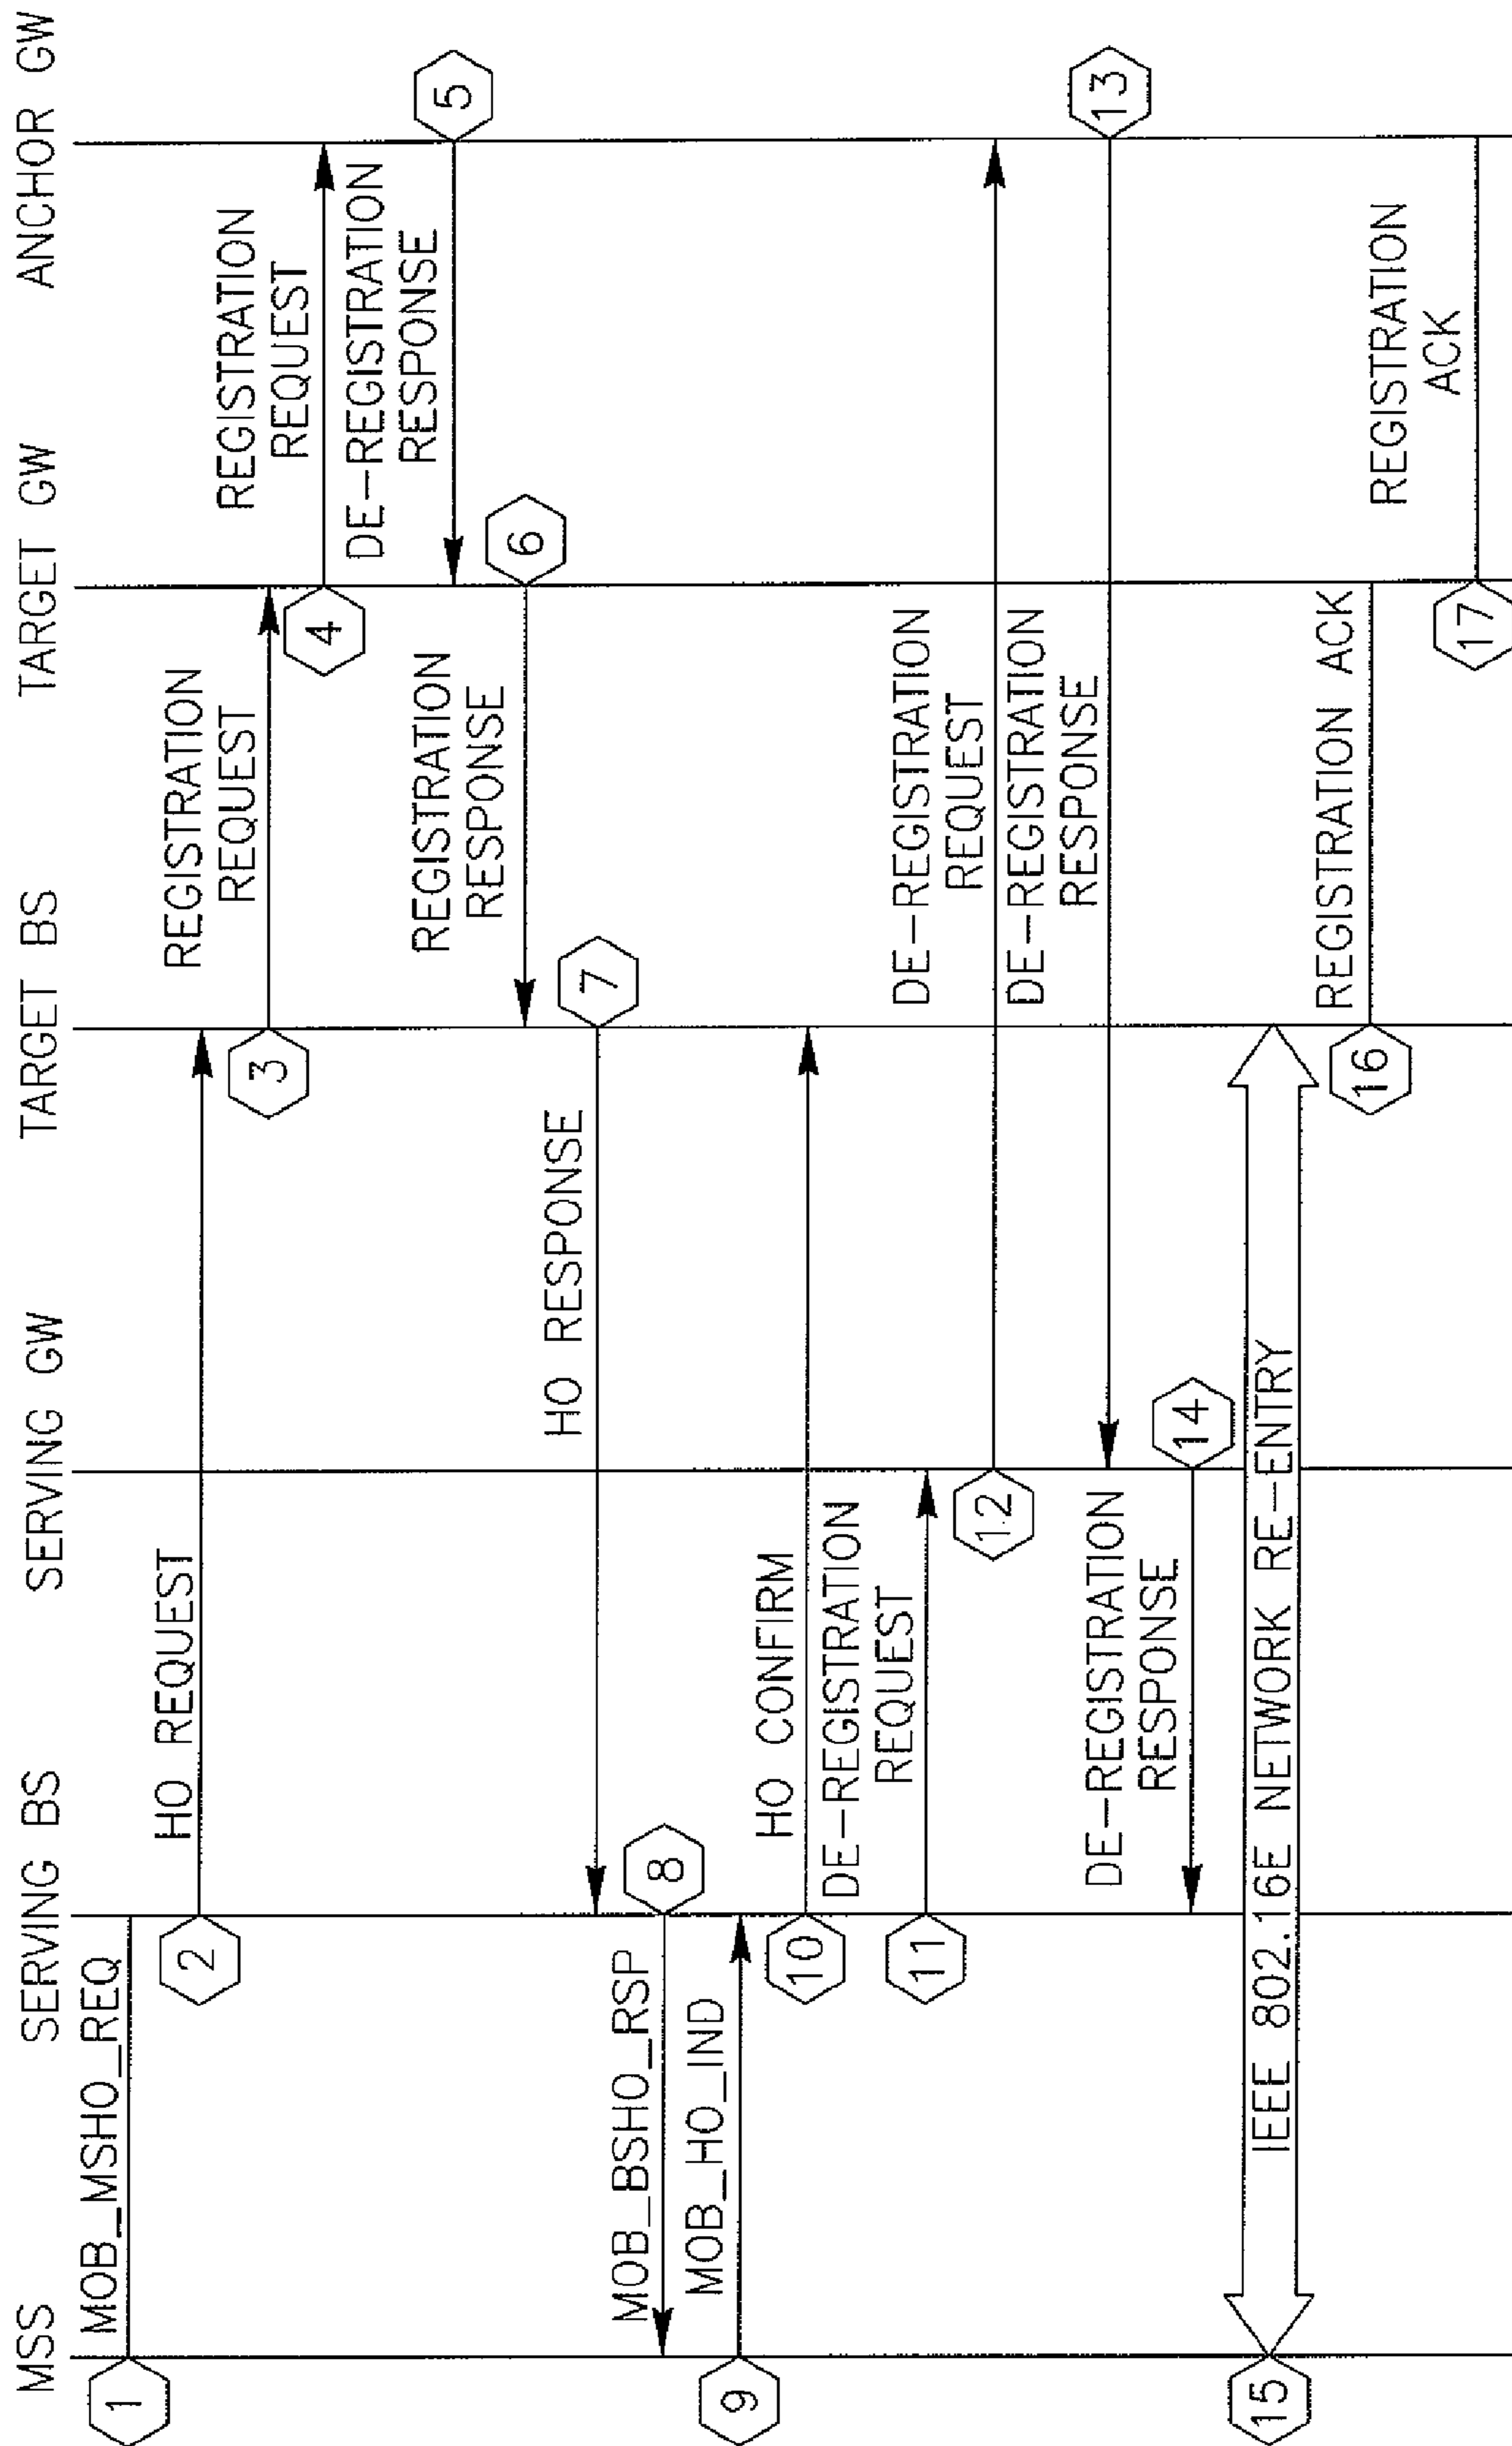 MSS
SERVING BS
SERVING GW
TARGET BS
TARGET GW
ANCHOR GW
1
MOB_MSHO_REQ
2
HO REQUEST
3
REGISTRATION
REQUEST
4
REGISTRATION
REQUEST
5
DE-REGISTRATION
RESPONSE
6
REGISTRATION
RESPONSE
7
HO RESPONSE
8
MOB_BSHO_RSP
9
MOB_HO_IND
10
HO CONFIRM
11
DE-REGISTRATION
REQUEST
12
DE-REGISTRATION
REQUEST
13
DE-REGISTRATION
RESPONSE
14
DE-REGISTRATION
RESPONSE
15
IEEE 802.16E NETWORK RE-ENTRY
16
REGISTRATION ACK
17
REGISTRATION
ACK